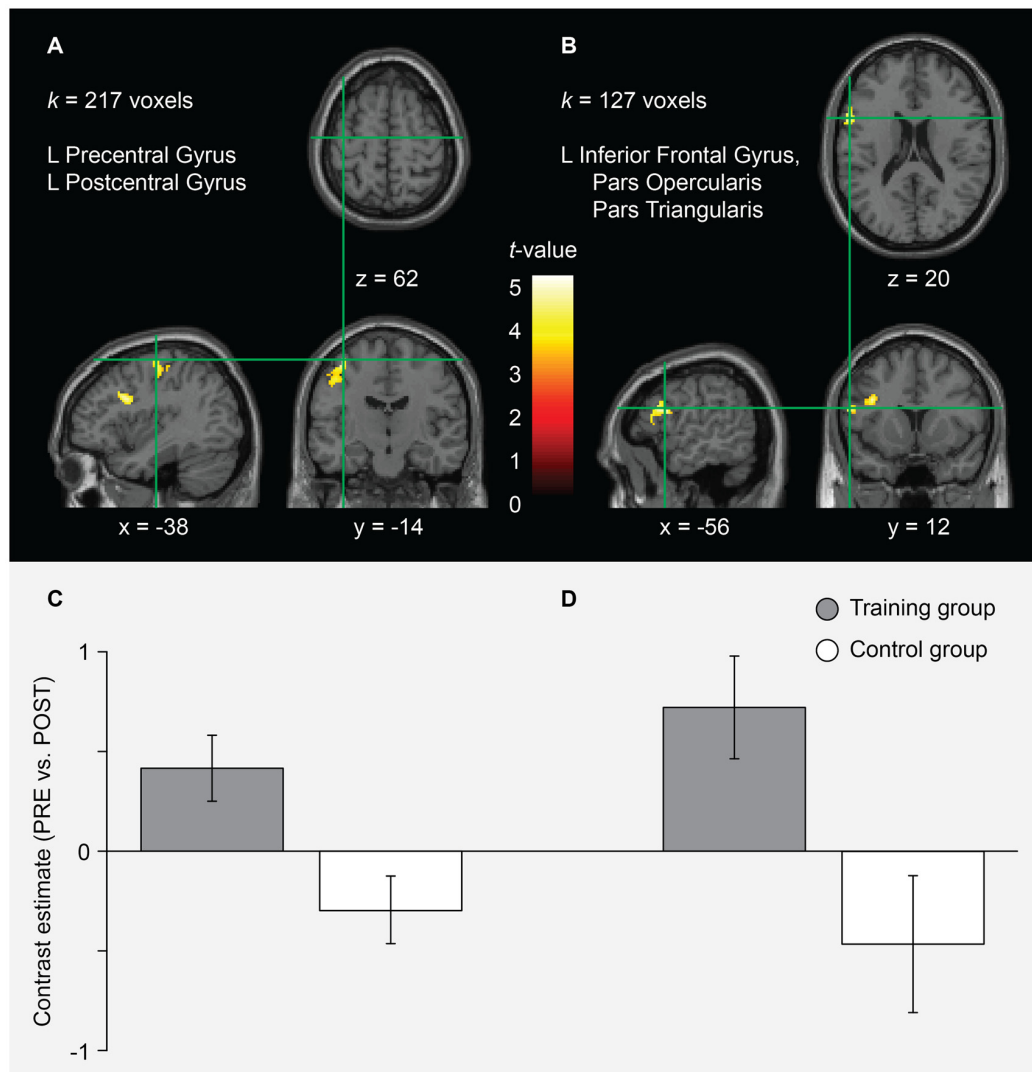 A
k = 217 voxels
L Precentral Gyrus
L Postcentral Gyrus
z = 62
x = -38
y = -14
t-value
5
4
3
2
1
0
B
k = 127 voxels
L Inferior Frontal Gyrus,
Pars Opercularis
Pars Triangularis
z = 20
x = -56
y = 12
C
D
Training group
Control group
Contrast estimate (PRE vs. POST)
1
0
-1